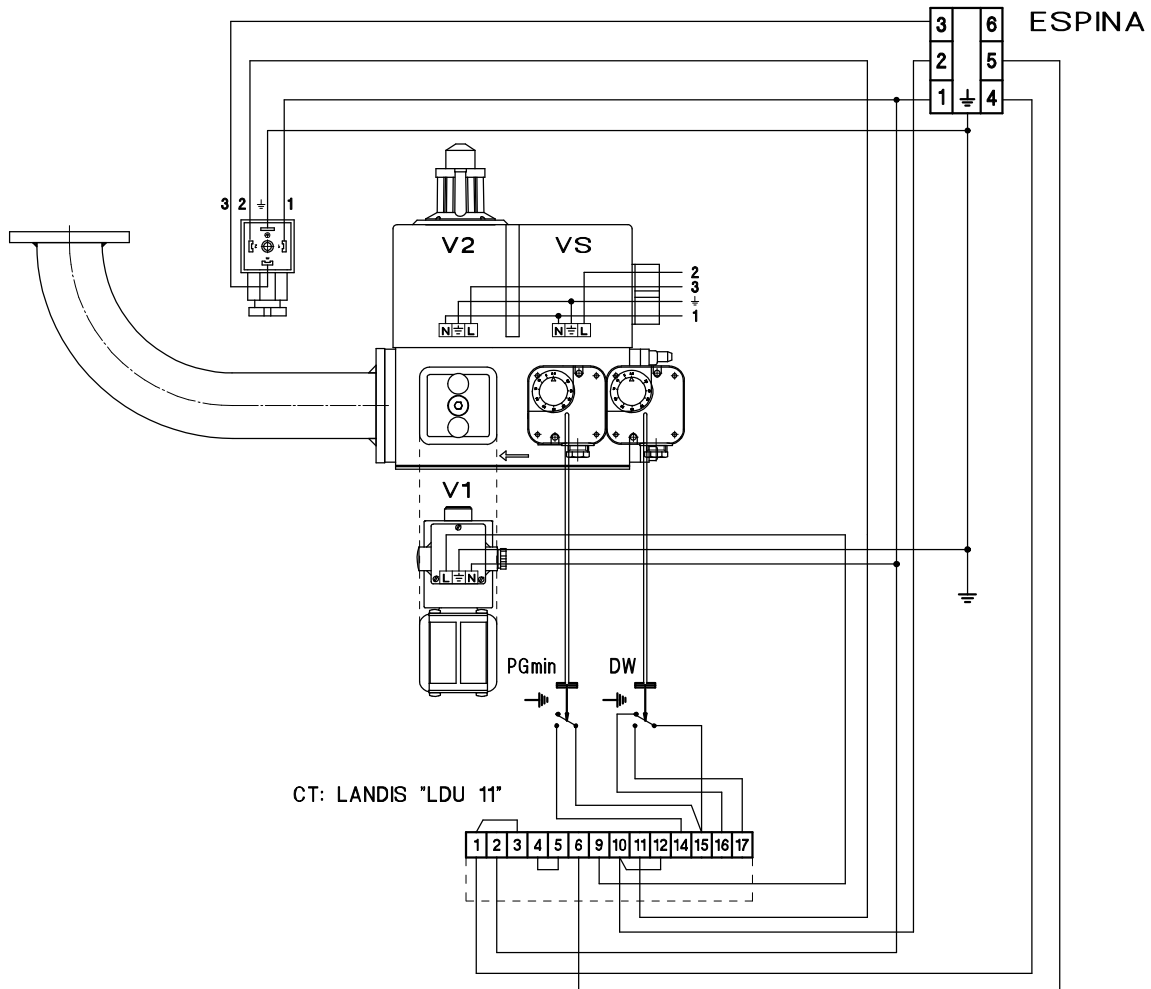 3 6 ESPINA
2 5
1 4
3 2 1
V2 VS
2
3
1
N L N L
V1
L N
PGmin DW
CT: LANDIS "LDU 11"
1 2 3 4 5 6 9 10 11 12 14 15 16 17